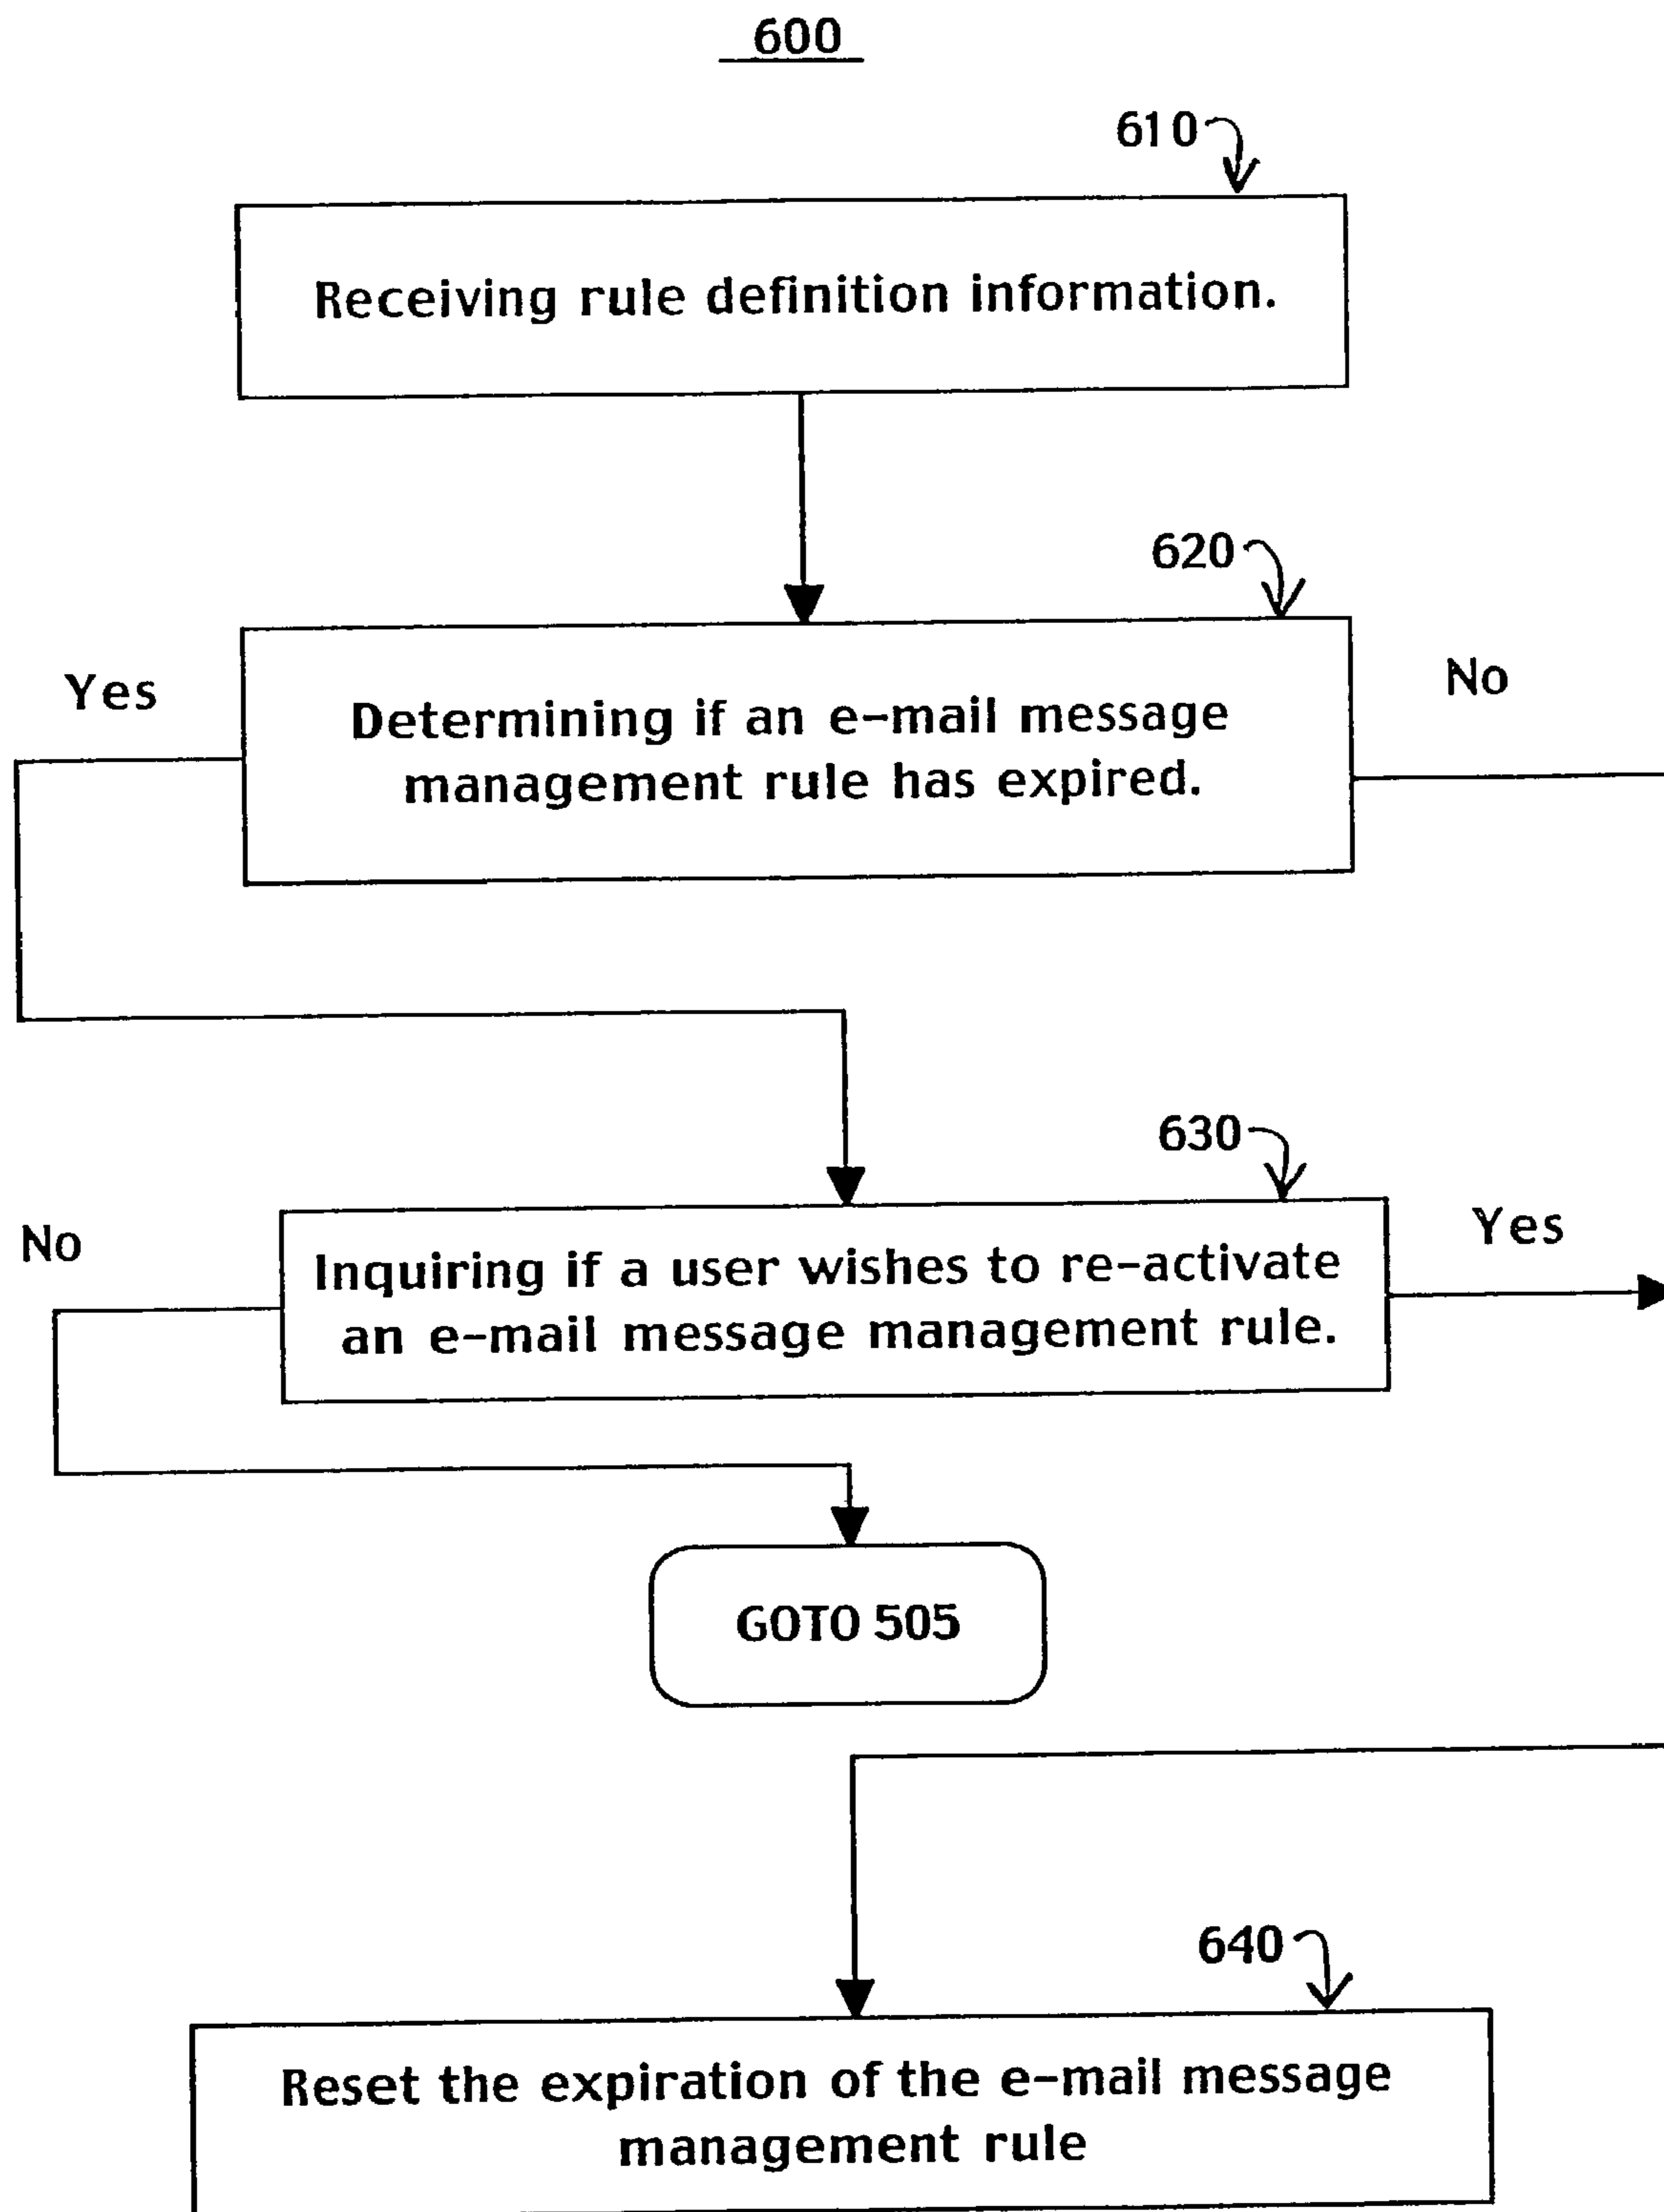 600
610
Receiving rule definition information.
620
Yes
No
Determining if an e-mail message
management rule has expired.
630
No
Yes
Inquiring if a user wishes to re-activate
an e-mail message management rule.
GOTO 505
640
Reset the expiration of the e-mail message
management rule